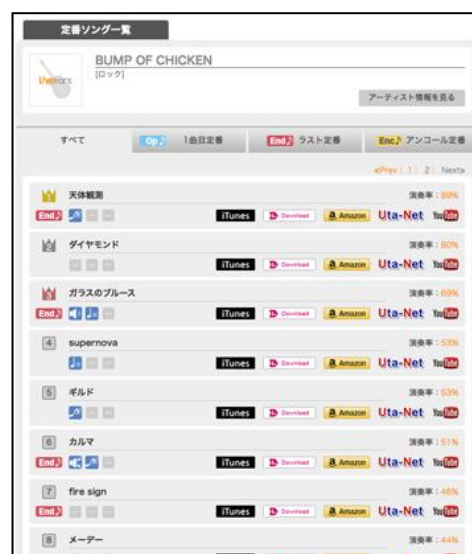 定番ソング一覧
BUMP OF CHICKEN
[ロック]
LiveFans
アーティスト情報を見る
すべて Op♪ 1曲目定番 End♪ ラスト定番 Enc♪ アンコール定番
«Prev | 1 | 2 | Next»
1 天体観測 演奏率：89%
End♪ iTunes Download a Amazon Uta-Net YouTube
2 ダイヤモンド 演奏率：80%
iTunes Download a Amazon Uta-Net YouTube
3 ガラスのブルース 演奏率：69%
End♪ iTunes Download a Amazon Uta-Net YouTube
4 supernova 演奏率：53%
iTunes Download a Amazon Uta-Net YouTube
5 ギルド 演奏率：53%
iTunes Download a Amazon Uta-Net YouTube
6 カルマ 演奏率：51%
End♪ iTunes Download a Amazon Uta-Net YouTube
7 fire sign 演奏率：46%
End♪ iTunes Download a Amazon Uta-Net YouTube
8 メーデー 演奏率：44%